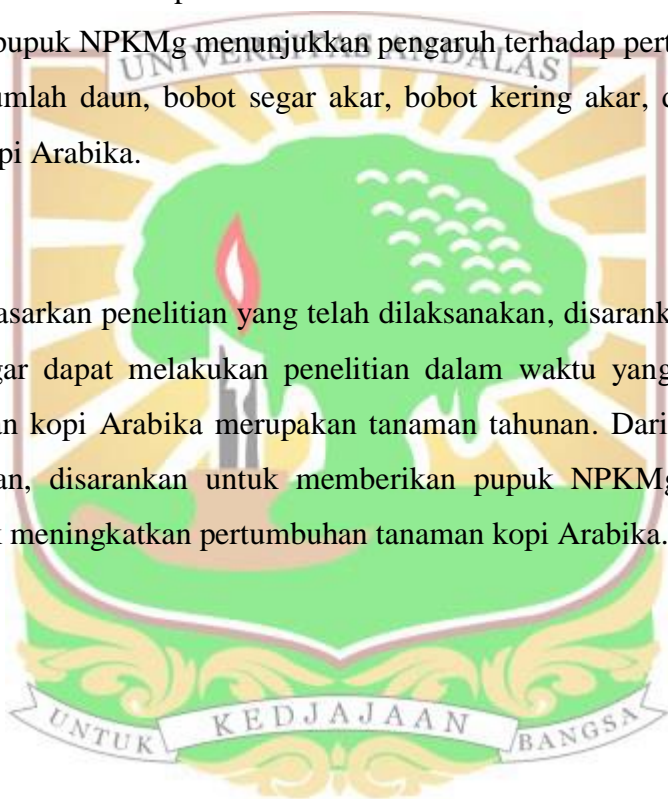 pupuk NPKMg menunjukkan pengaruh terhadap
UNIVERSITAS ANDALAS
umlah daun, bobot segar akar, bobot kering akar,
pi Arabika.
asarkan penelitian yang telah dilaksanakan,
gar dapat melakukan penelitian dalam waktu yang
an kopi Arabika merupakan tanaman tahunan. Dari
an, disarankan untuk memberikan pupuk NPKMg
k meningkatkan pertumbuhan tanaman kopi Arabika.
UNTUK KEDJAJAAN BANGSA